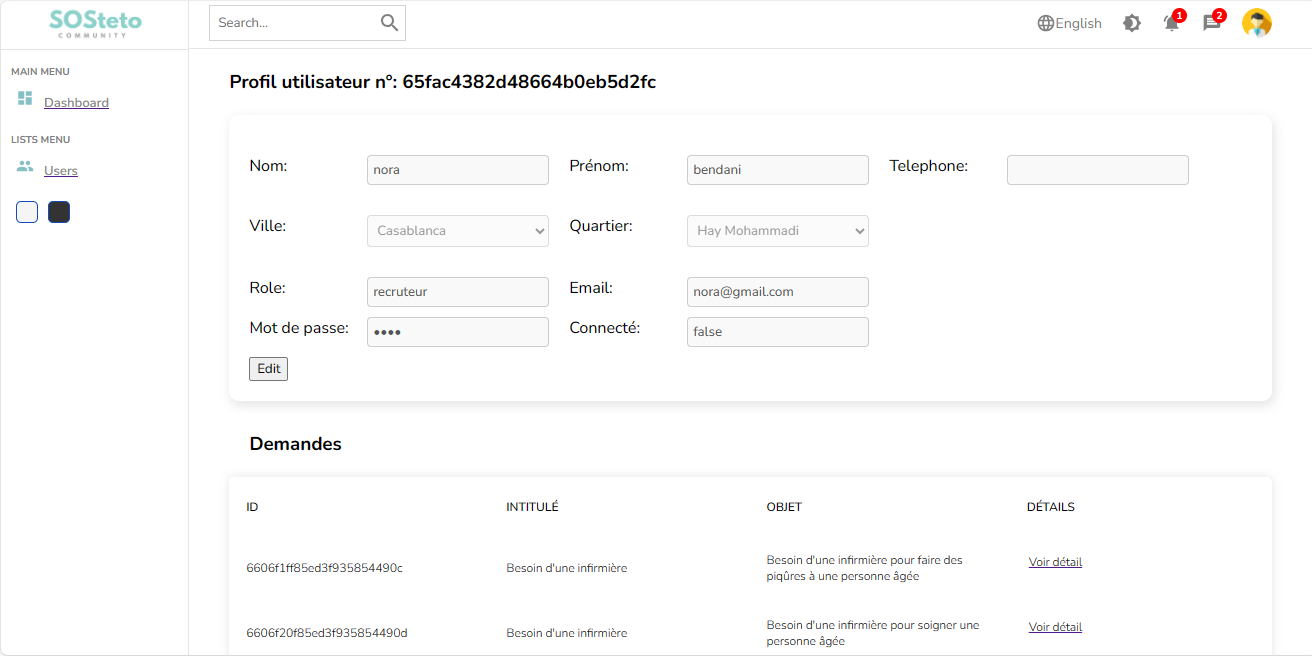 SOSteto
COMMUNITY
Search...
English
1
2
MAIN MENU
Dashboard
LISTS MENU
Users
Profil utilisateur n°: 65fac4382d48664b0eb5d2fc
Nom: nora Prénom: bendani Telephone:
Ville: Casablanca Quartier: Hay Mohammadi
Role: recruteur Email: nora@gmail.com
Mot de passe: •••• Connecté: false
Edit
Demandes
ID INTITULÉ OBJET DÉTAILS
6606f1ff85ed3f935854490c Besoin d'une infirmière Besoin d'une infirmière pour faire des
piqûres à une personne âgée Voir détail
6606f20f85ed3f935854490d Besoin d'une infirmière Besoin d'une infirmière pour soigner une
personne âgée Voir détail